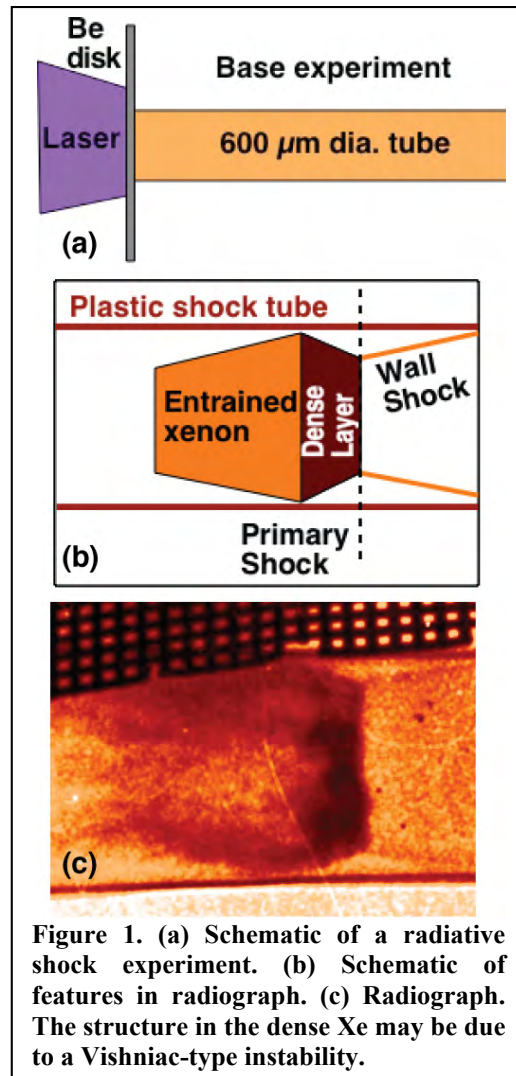 Be
disk
Base experiment
Laser
600 µm dia. tube
(a)
Plastic shock tube
Entrained
xenon
Dense
Layer
Wall
Shock
Primary
Shock
(b)
(c)
Figure 1. (a) Schematic of a radiative
shock experiment. (b) Schematic of
features in radiograph. (c) Radiograph.
The structure in the dense Xe may be due
to a Vishniac-type instability.